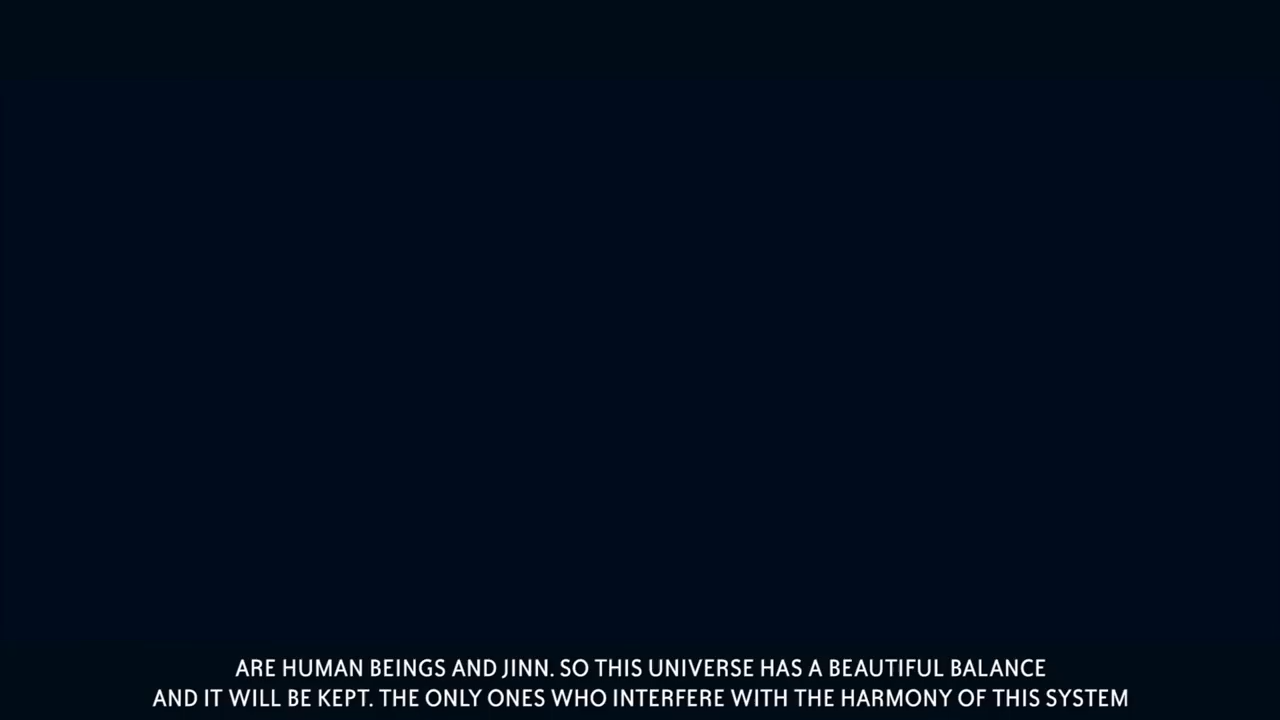 ARE HUMAN BEINGS AND JINN. SO THIS UNIVERSE HAS A BEAUTIFUL BALANCE
AND IT WILL BE KEPT. THE ONLY ONES WHO INTERFERE WITH THE HARMONY OF THIS SYSTEM